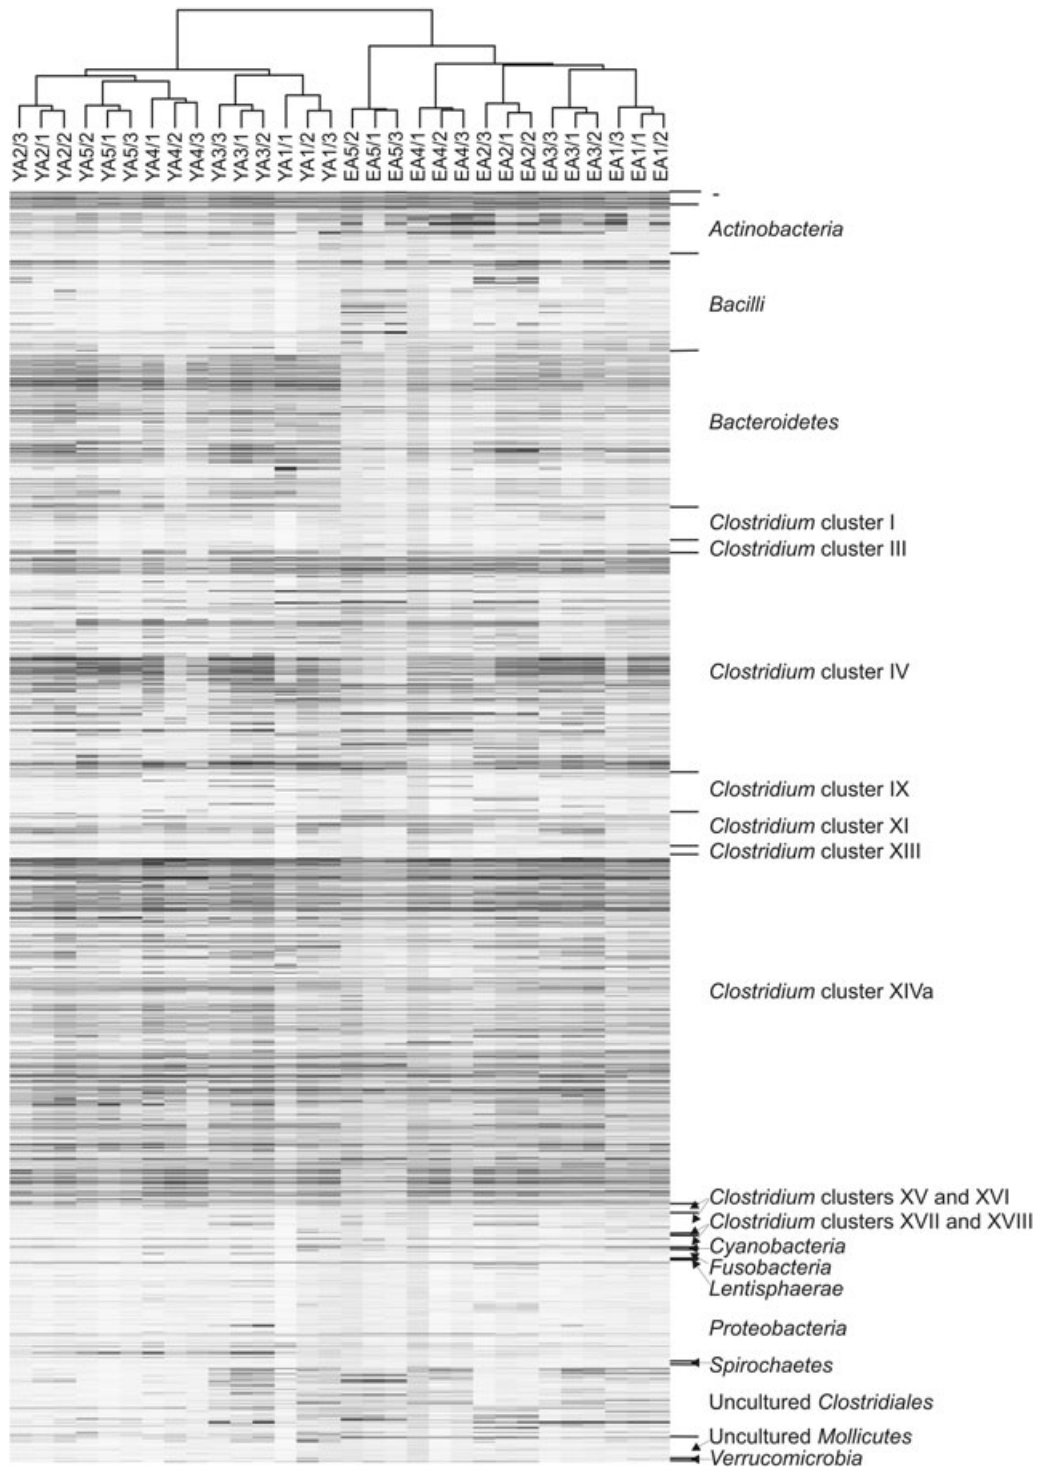 YA2/3
YA2/1
YA2/2
YA5/2
YA5/1
YA5/3
YA4/1
YA4/2
YA4/3
YA3/3
YA3/1
YA3/2
YA1/1
YA1/2
YA1/3
EA5/2
EA5/1
EA5/3
EA4/1
EA4/2
EA4/3
EA2/3
EA2/1
EA2/2
EA3/3
EA3/1
EA3/2
EA1/3
EA1/1
EA1/2
-
Actinobacteria
Bacilli
Bacteroidetes
Clostridium cluster I
Clostridium cluster III
Clostridium cluster IV
Clostridium cluster IX
Clostridium cluster XI
Clostridium cluster XIII
Clostridium cluster XIVa
Clostridium clusters XV and XVI
Clostridium clusters XVII and XVIII
Cyanobacteria
Fusobacteria
Lentisphaerae
Proteobacteria
Spirochaetes
Uncultured Clostridiales
Uncultured Mollicutes
Verrucomicrobia